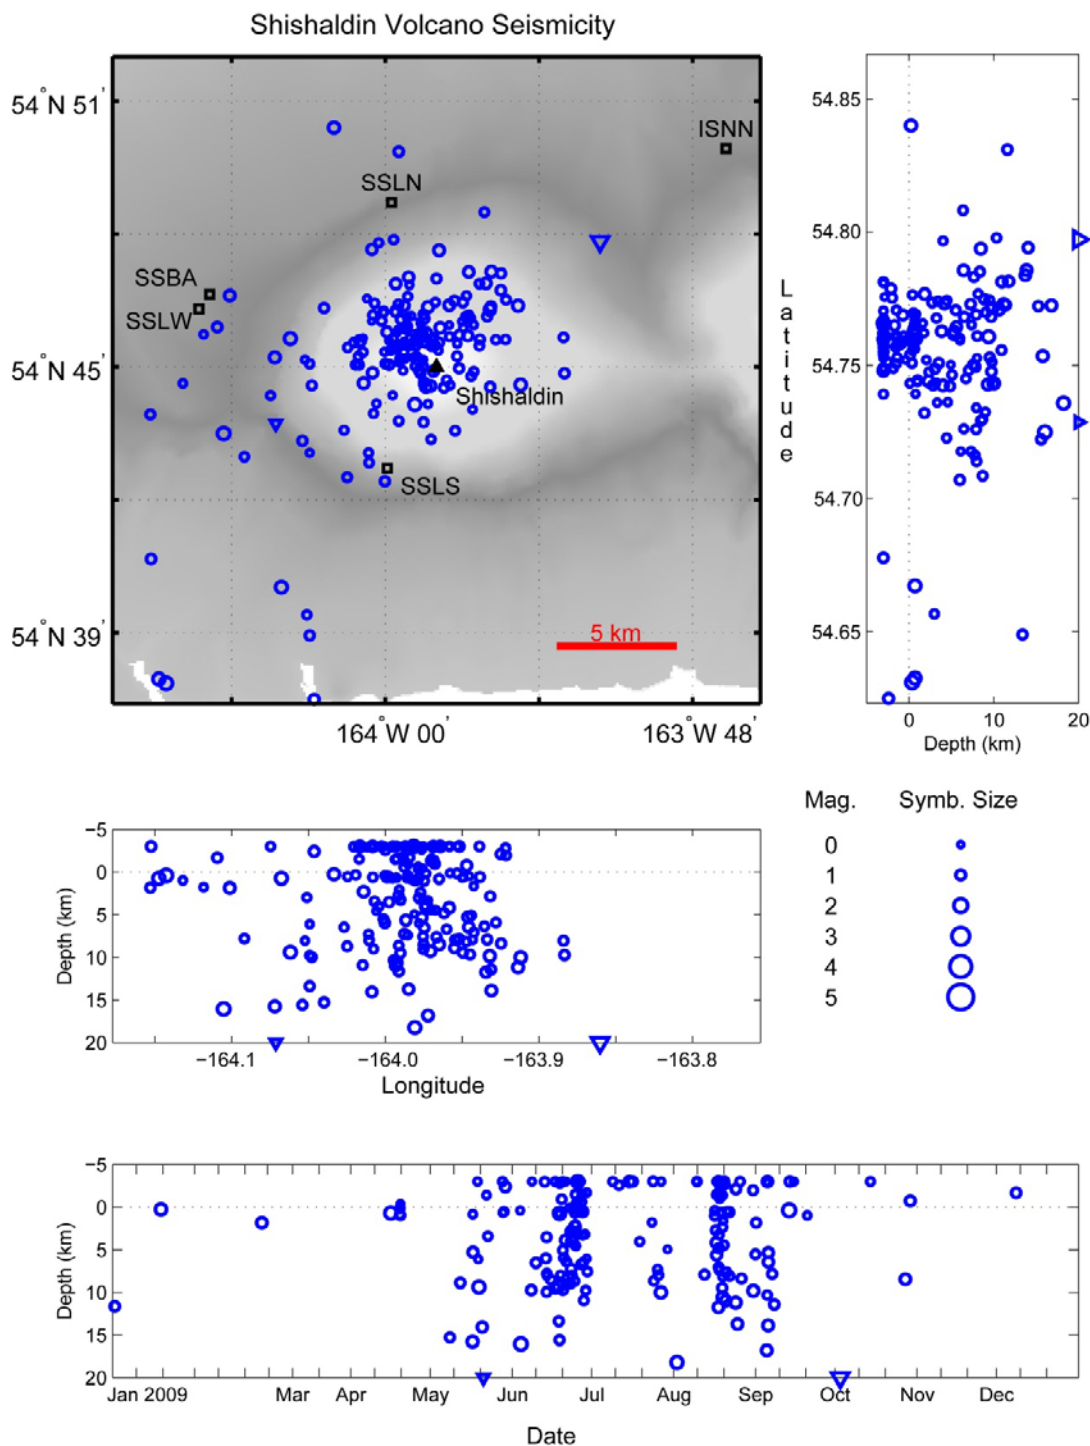 Shishaldin Volcano Seismicity
54°N 51'
54°N 45'
54°N 39'
ISNN
SSLN
SSBA
SSLW
Shishaldin
SSLS
5 km
164°W 00'
163°W 48'
Latitude
54.85
54.80
54.75
54.70
54.65
0 10 20
Depth (km)
Mag. Symb. Size
0
1
2
3
4
5
Depth (km)
−5
0
5
10
15
20
−164.1 −164.0 −163.9 −163.8
Longitude
Depth (km)
−5
0
5
10
15
20
Jan 2009 Mar Apr May Jun Jul Aug Sep Oct Nov Dec
Date